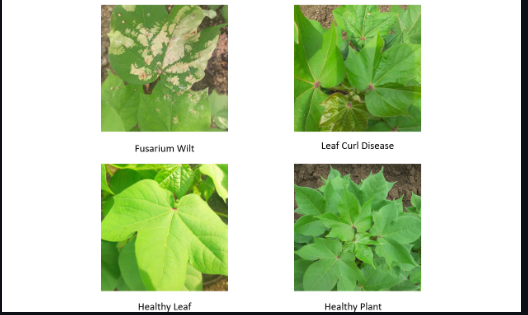 Fusarium Wilt
Leaf Curl Disease
Healthy Leaf
Healthy Plant